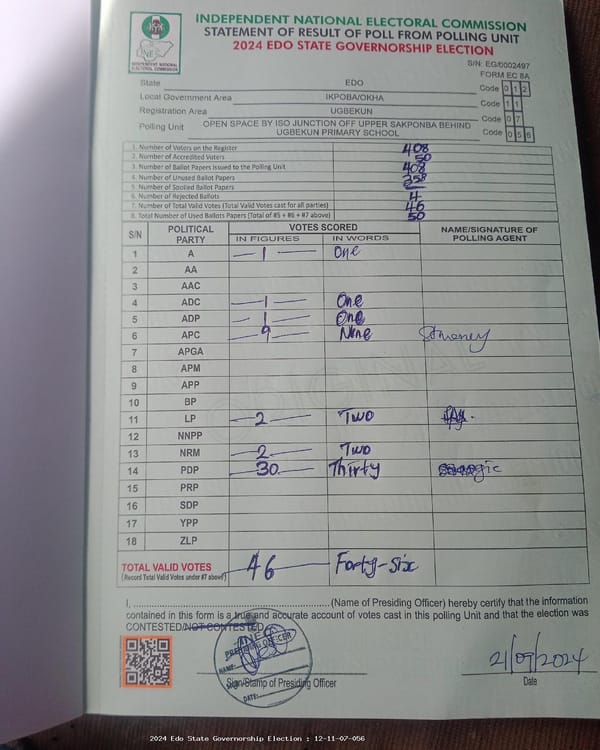 INDEPENDENT NATIONAL ELECTORAL COMMISSION
STATEMENT OF RESULT OF POLL FROM POLLING UNIT
2024 EDO STATE GOVERNORSHIP ELECTION
INEC
INDEPENDENT NATIONAL ELECTORAL COMMISSION
S/N: EG/0002497
FORM EC 8A
State EDO Code 0 1 2
Local Government Area IKPOBA/OKHA Code 1 1
Registration Area UGBEKUN Code 0 7
Polling Unit OPEN SPACE BY ISO JUNCTION OFF UPPER SAKPONBA BEHIND UGBEKUN PRIMARY SCHOOL Code 0 5 6
1. Number of Voters on the Register 408
2. Number of Accredited Voters 50
3. Number of Ballot Papers Issued to the Polling Unit 408
4. Number of Unused Ballot Papers 358
5. Number of Spoiled Ballot Papers
6. Number of Rejected Ballots 4
7. Number of Total Valid Votes (Total Valid Votes cast for all parties) 46
8. Total Number of Used Ballots Papers (Total of #5 + #6 + #7 above) 50
S/N POLITICAL PARTY VOTES SCORED NAME/SIGNATURE OF POLLING AGENT
IN FIGURES IN WORDS
1 A 1 One
2 AA
3 AAC
4 ADC 1 One
5 ADP 1 One
6 APC 9 Nine
7 APGA
8 APM
9 APP
10 BP
11 LP 2 Two
12 NNPP
13 NRM 2 Two
14 PDP 30 Thirty
15 PRP
16 SDP
17 YPP
18 ZLP
TOTAL VALID VOTES 46 Forty-six
(Record Total Valid Votes under #7 above)
I, ............................................ (Name of Presiding Officer) hereby certify that the information
contained in this form is a true and accurate account of votes cast in this polling Unit and that the election was
CONTESTED/NOT CONTESTED
INEC
PRESIDING OFFICER
NAME:
DATE:
Sign/Stamp of Presiding Officer
21/09/2024
Date
2024 Edo State Governorship Election : 12-11-07-056